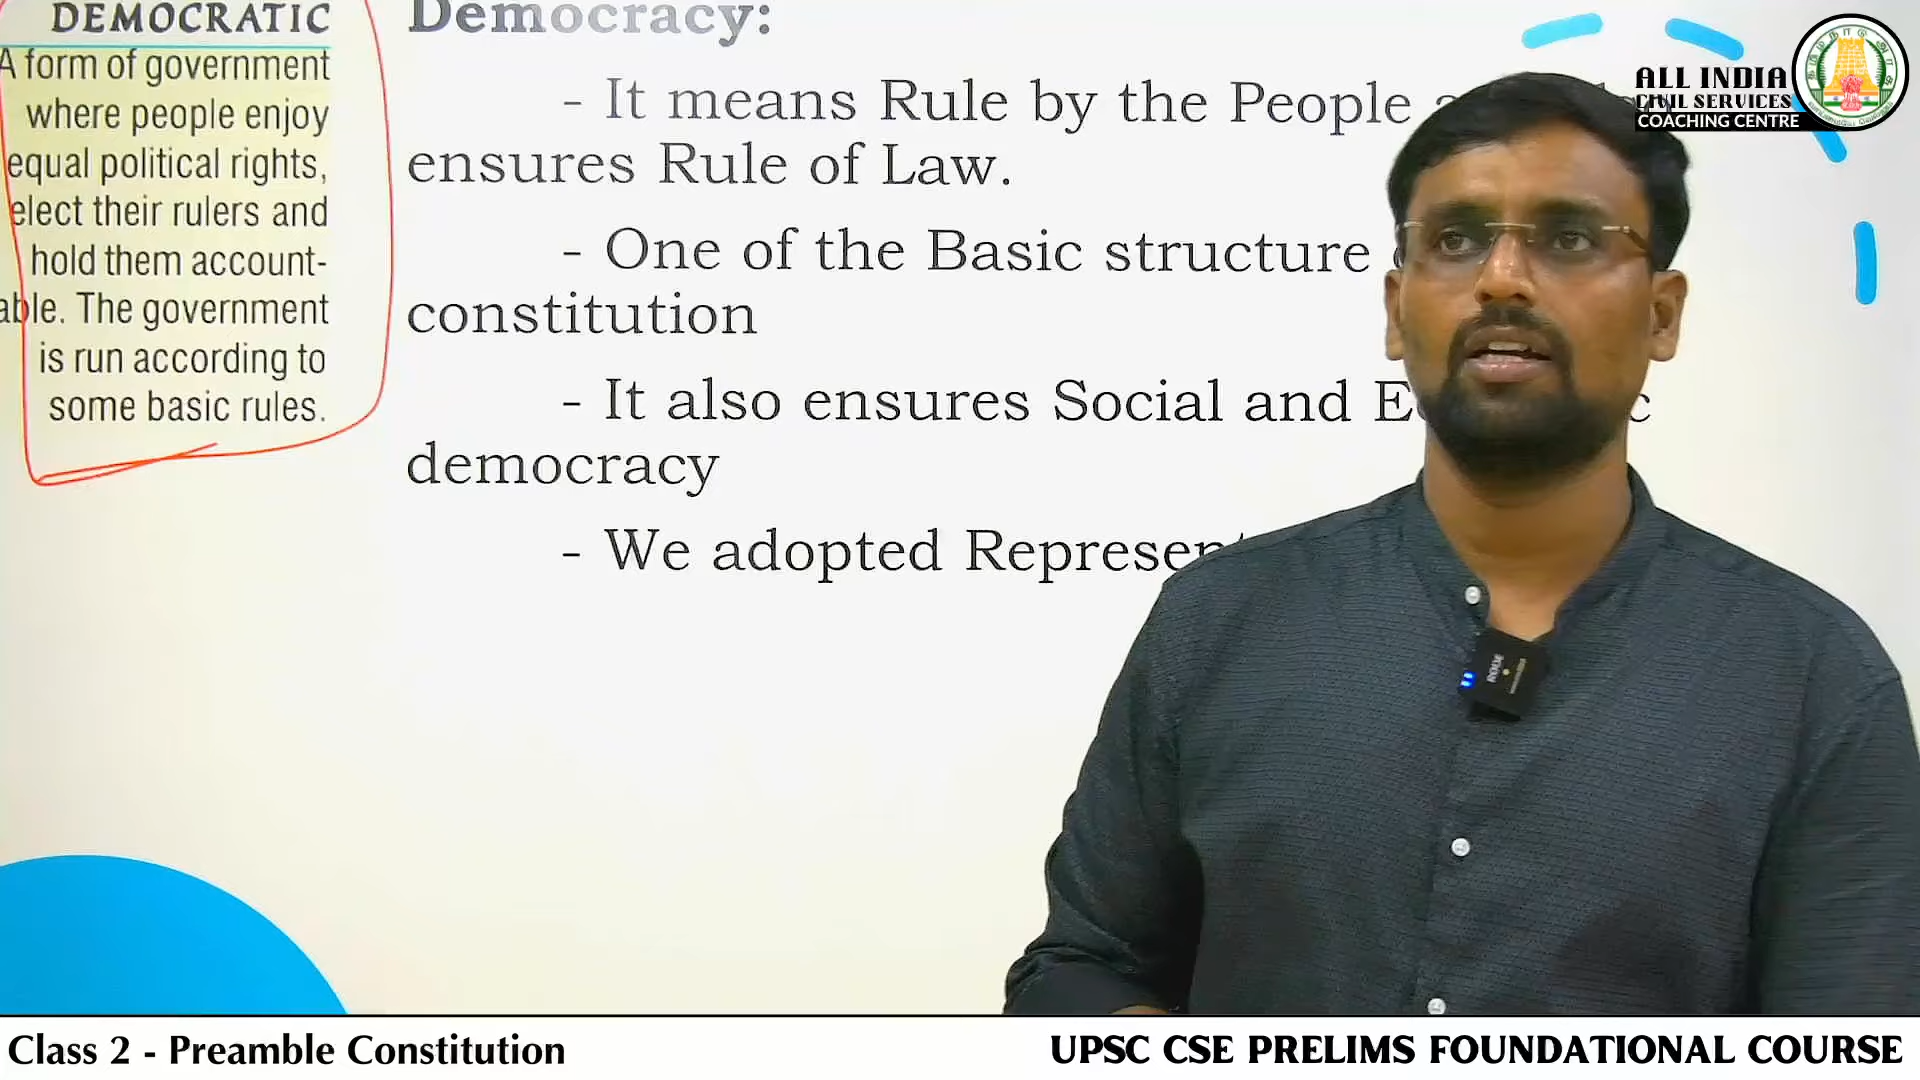 DEMOCRATIC
A form of government
where people enjoy
equal political rights,
elect their rulers and
hold them account-
able. The government
is run according to
some basic rules.
Democracy:
- It means Rule by the People
ensures Rule of Law.
- One of the Basic structure
constitution
- It also ensures Social and
democracy
- We adopted
ALL INDIA
CIVIL SERVICES
COACHING CENTRE
RODE
Class 2 - Preamble Constitution
UPSC CSE PRELIMS FOUNDATIONAL COURSE